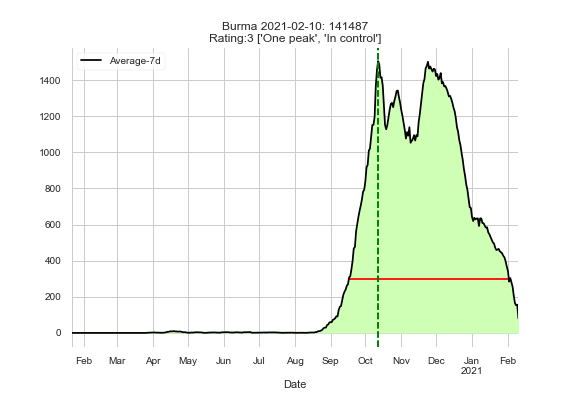 Burma 2021-02-10: 141487
Rating:3 ['One peak', 'In control']
Average-7d
1400
1200
1000
800
600
400
200
0
Feb Mar Apr May Jun Jul Aug Sep Oct Nov Dec Jan Feb
2021
Date